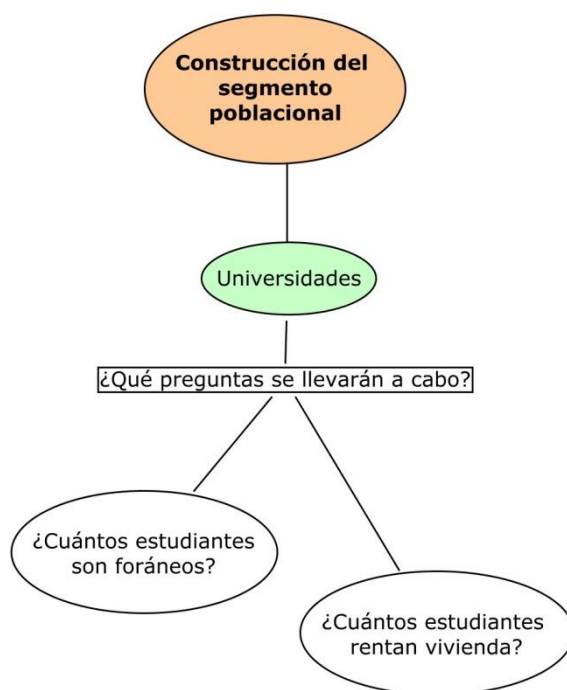 Construcción del
segmento
poblacional
Universidades
¿Qué preguntas se llevarán a cabo?
¿Cuántos estudiantes
son foráneos?
¿Cuántos estudiantes
rentan vivienda?